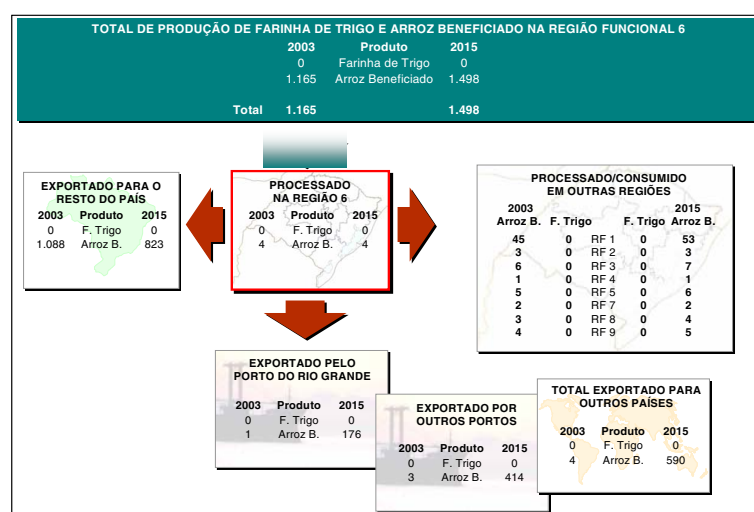 TOTAL DE PRODUÇÃO DE FARINHA DE TRIGO E ARROZ BENEFICIADO NA REGIÃO FUNCIONAL 6
2003 Produto 2015
0 Farinha de Trigo 0
1.165 Arroz Beneficiado 1.498
Total 1.165 1.498
EXPORTADO PARA O
RESTO DO PAÍS
2003 Produto 2015
0 F. Trigo 0
1.088 Arroz B. 823
PROCESSADO
NA REGIÃO 6
2003 Produto 2015
0 F. Trigo 0
4 Arroz B. 4
PROCESSADO/CONSUMIDO
EM OUTRAS REGIÕES
2003 2015
Arroz B. F. Trigo F. Trigo Arroz B.
45 0 RF 1 0 53
3 0 RF 2 0 3
6 0 RF 3 0 7
1 0 RF 4 0 1
5 0 RF 5 0 6
2 0 RF 7 0 2
3 0 RF 8 0 4
4 0 RF 9 0 5
EXPORTADO PELO
PORTO DO RIO GRANDE
2003 Produto 2015
0 F. Trigo 0
1 Arroz B. 176
EXPORTADO POR
OUTROS PORTOS
2003 Produto 2015
0 F. Trigo 0
3 Arroz B. 414
TOTAL EXPORTADO PARA
OUTROS PAÍSES
2003 Produto 2015
0 F. Trigo 0
4 Arroz B. 590